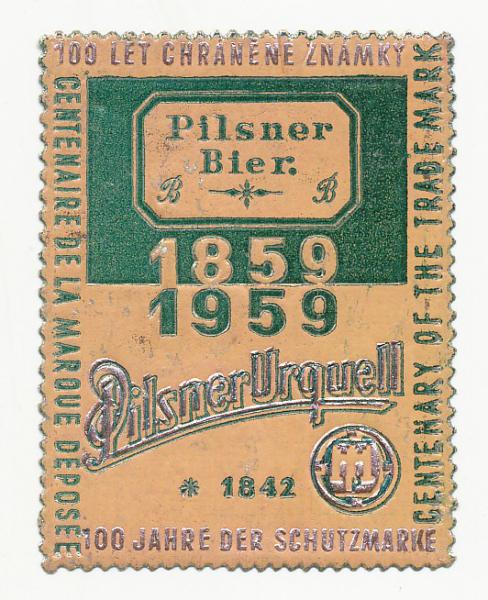 100 LET CHRÁNĚNÉ ZNÁMKY
CENTENAIRE DE LA MARQUE DEPOSÉE
CENTENARY OF THE TRADE MARK
Pilsner
Bier.
B B
1859
1959
Pilsner Urquell
* 1842
100 JAHRE DER SCHUTZMARKE